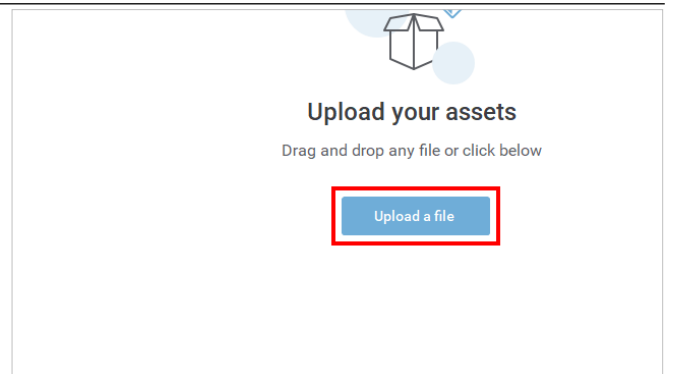 Upload your assets
Drag and drop any file or click below
Upload a file